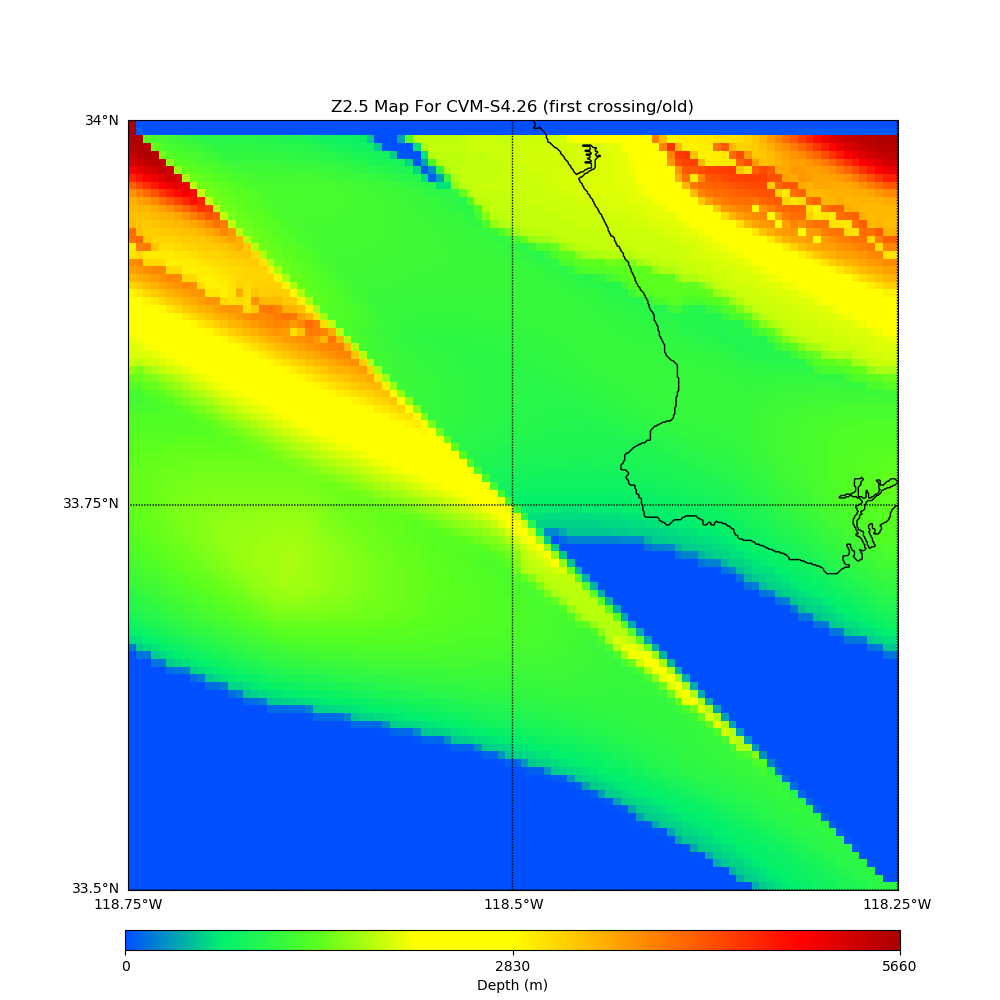 Z2.5 Map For CVM-S4.26 (first crossing/old)
34°N
33.75°N
33.5°N
118.75°W 118.5°W 118.25°W
0 2830 5660
Depth (m)